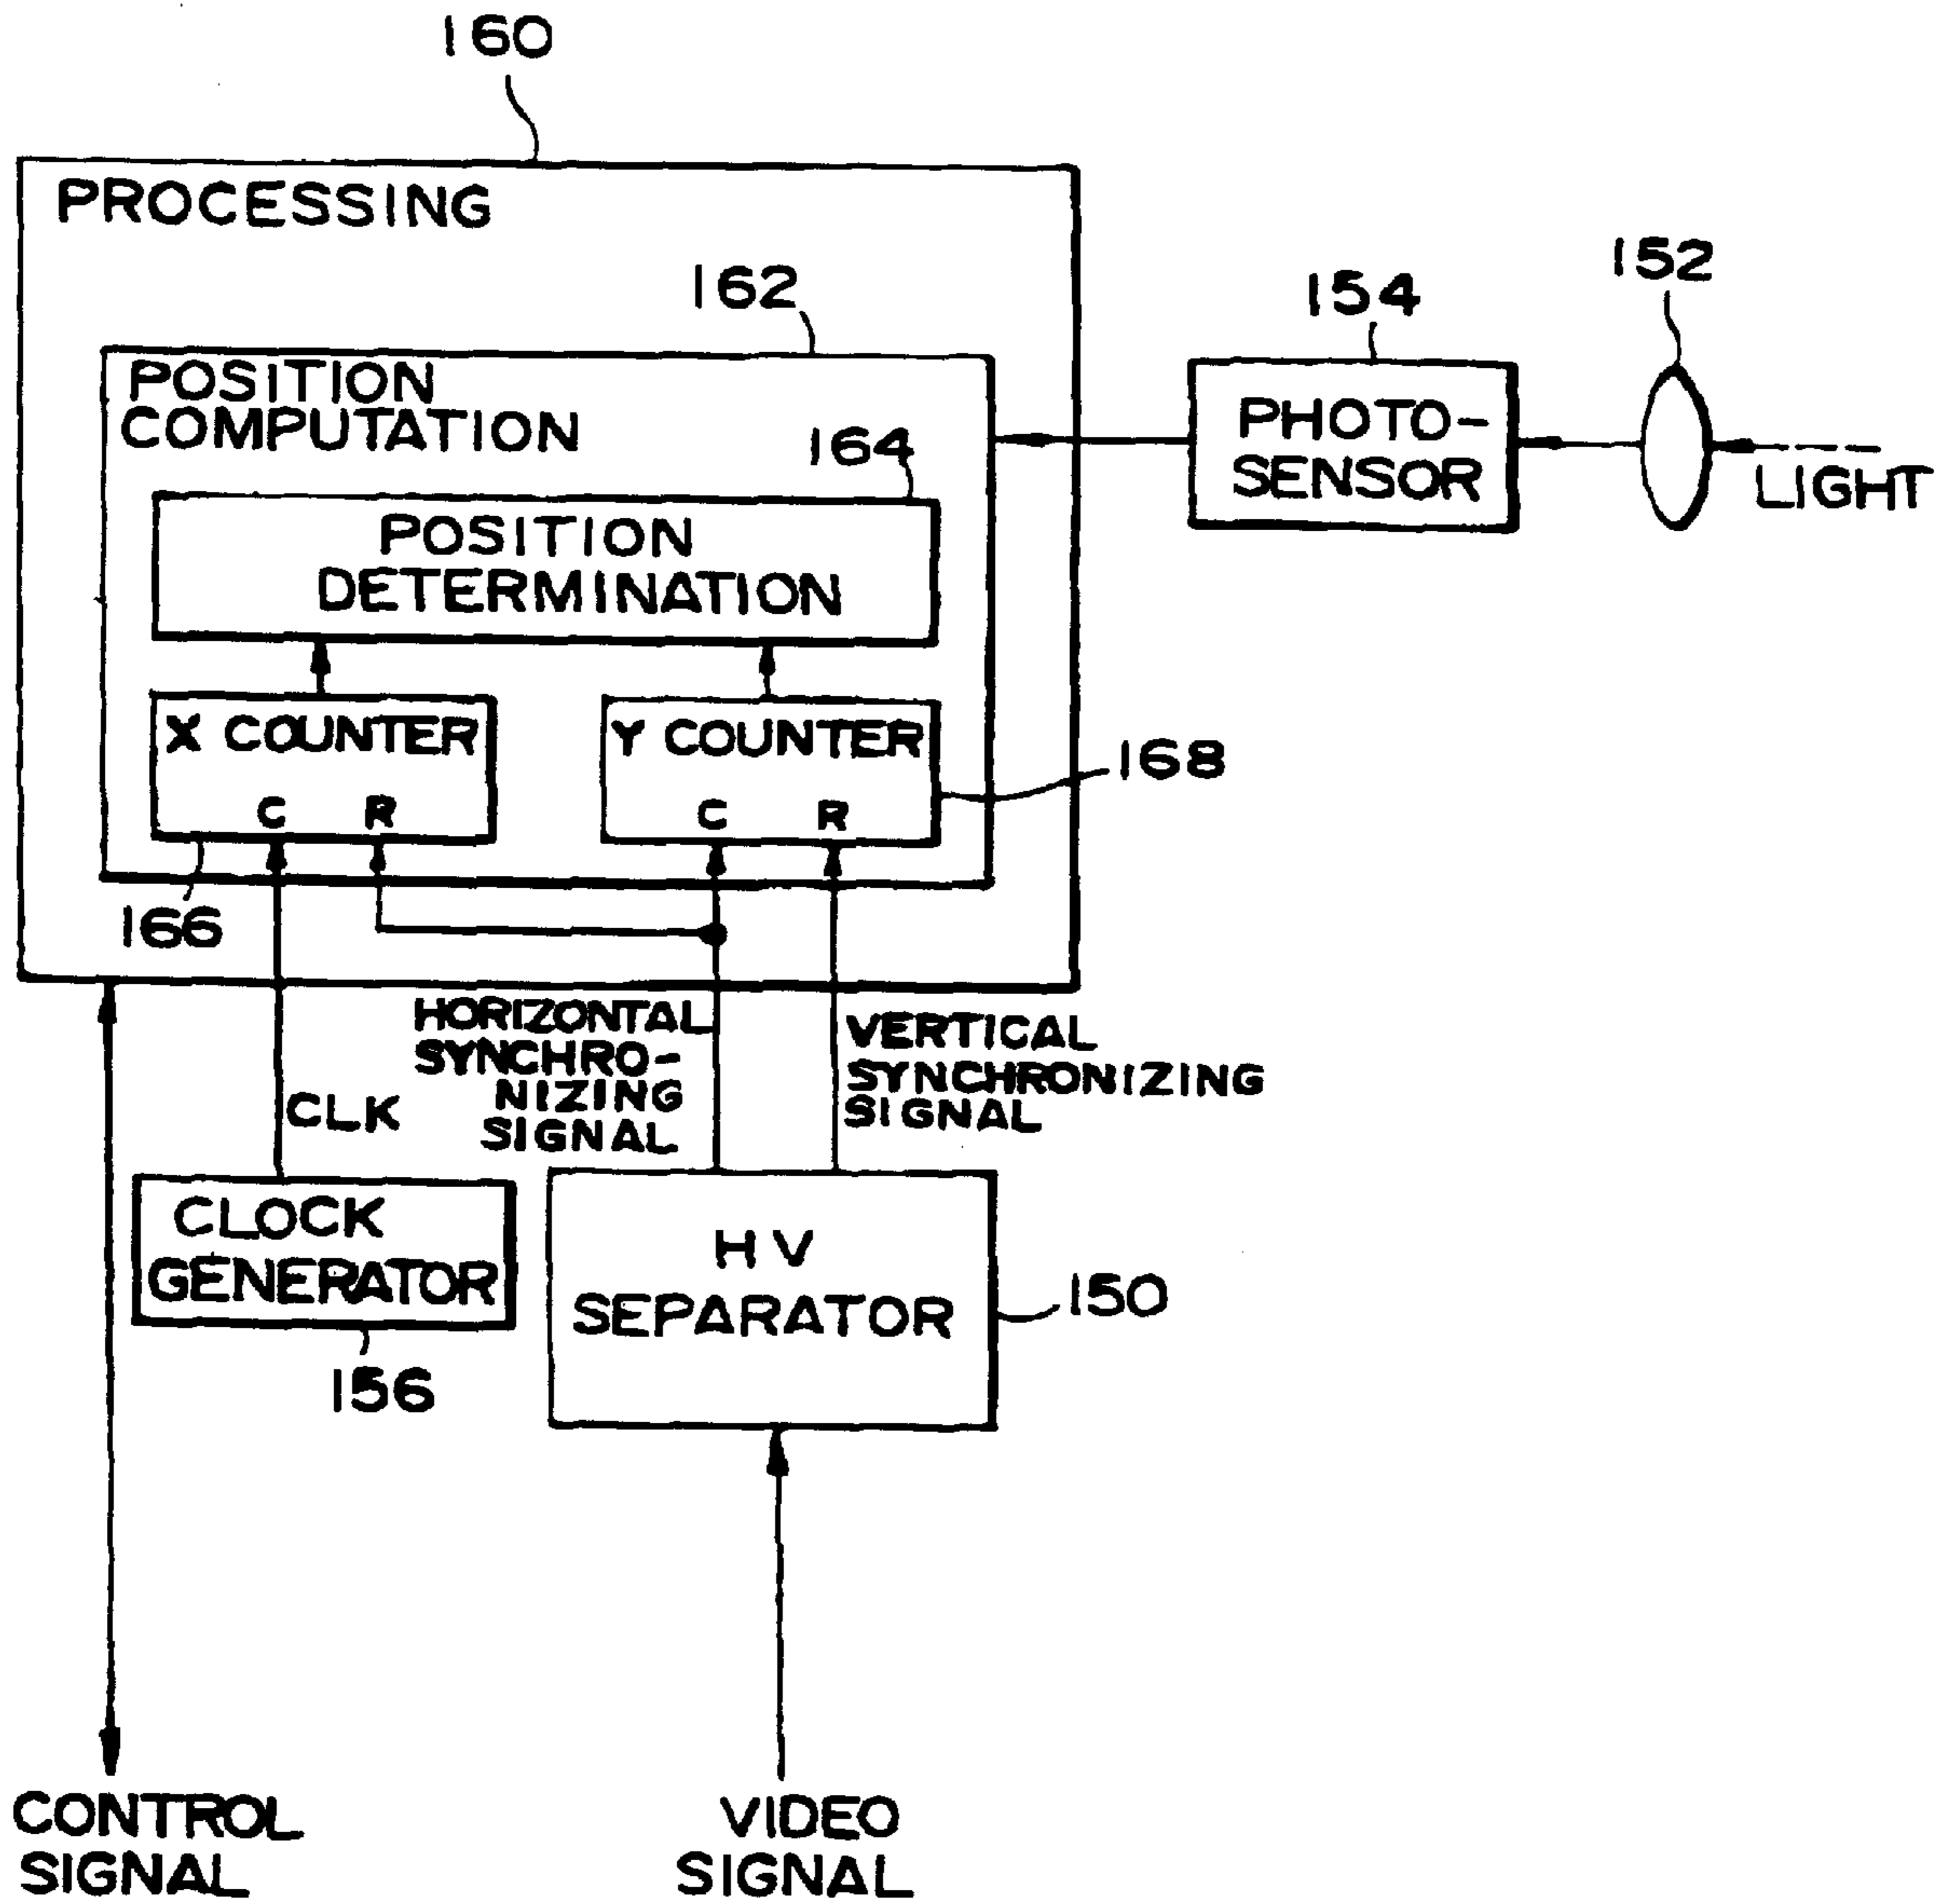 160
PROCESSING
162
154
152
POSITION
COMPUTATION
164
PHOTO-
SENSOR
LIGHT
POSITION
DETERMINATION
X COUNTER
C R
Y COUNTER
C R
168
166
HORIZONTAL
SYNCHRO-
NIZING
SIGNAL
VERTICAL
SYNCHRONIZING
SIGNAL
CLK
CLOCK
GENERATOR
156
HV
SEPARATOR
150
CONTROL
SIGNAL
VIDEO
SIGNAL